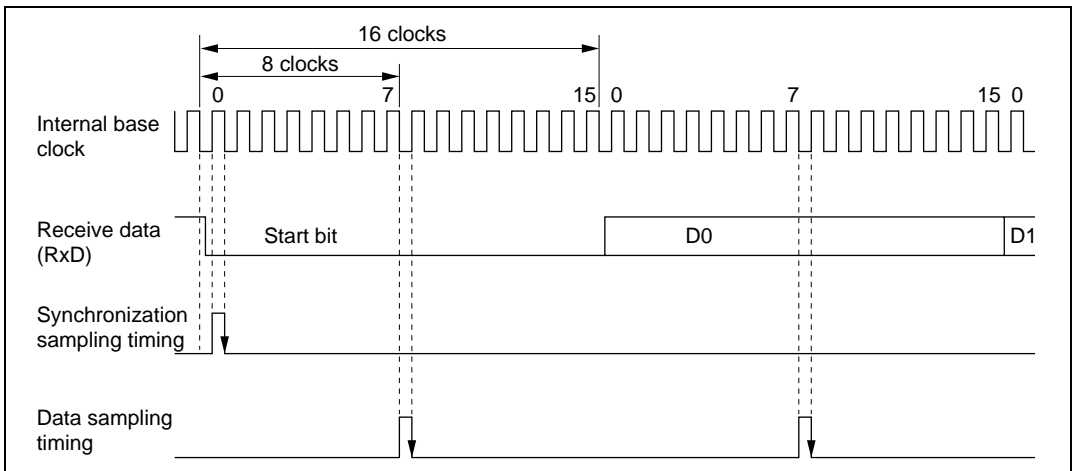 16 clocks
8 clocks
0 7 15 0 7 15 0
Internal base
clock
Receive data
(RxD)
Start bit D0 D1
Synchronization
sampling timing
Data sampling
timing